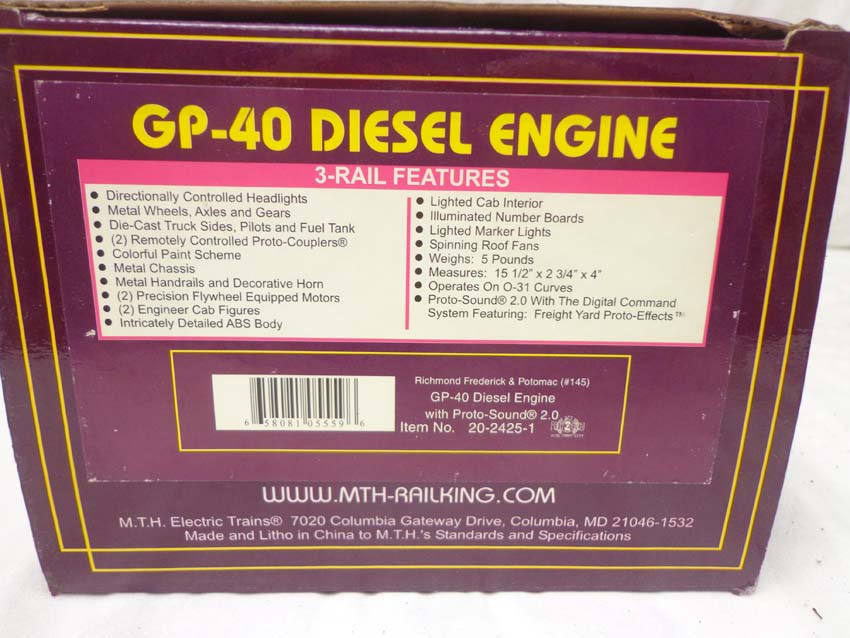 GP-40 DIESEL ENGINE
3-RAIL FEATURES
• Directionally Controlled Headlights
• Metal Wheels, Axles and Gears
• Die-Cast Truck Sides, Pilots and Fuel Tank
• (2) Remotely Controlled Proto-Couplers®
• Colorful Paint Scheme
• Metal Chassis
• Metal Handrails and Decorative Horn
• (2) Precision Flywheel Equipped Motors
• (2) Engineer Cab Figures
• Intricately Detailed ABS Body
• Lighted Cab Interior
• Illuminated Number Boards
• Lighted Marker Lights
• Spinning Roof Fans
• Weighs: 5 Pounds
• Measures: 15 1/2" x 2 3/4" x 4"
• Operates On O-31 Curves
• Proto-Sound® 2.0 With The Digital Command
System Featuring: Freight Yard Proto-Effects™
6 58081 05559 6
Richmond Frederick & Potomac (#145)
GP-40 Diesel Engine
with Proto-Sound® 2.0
Item No. 20-2425-1
WWW.MTH-RAILKING.COM
M.T.H. Electric Trains® 7020 Columbia Gateway Drive, Columbia, MD 21046-1532
Made and Litho in China to M.T.H.'s Standards and Specifications